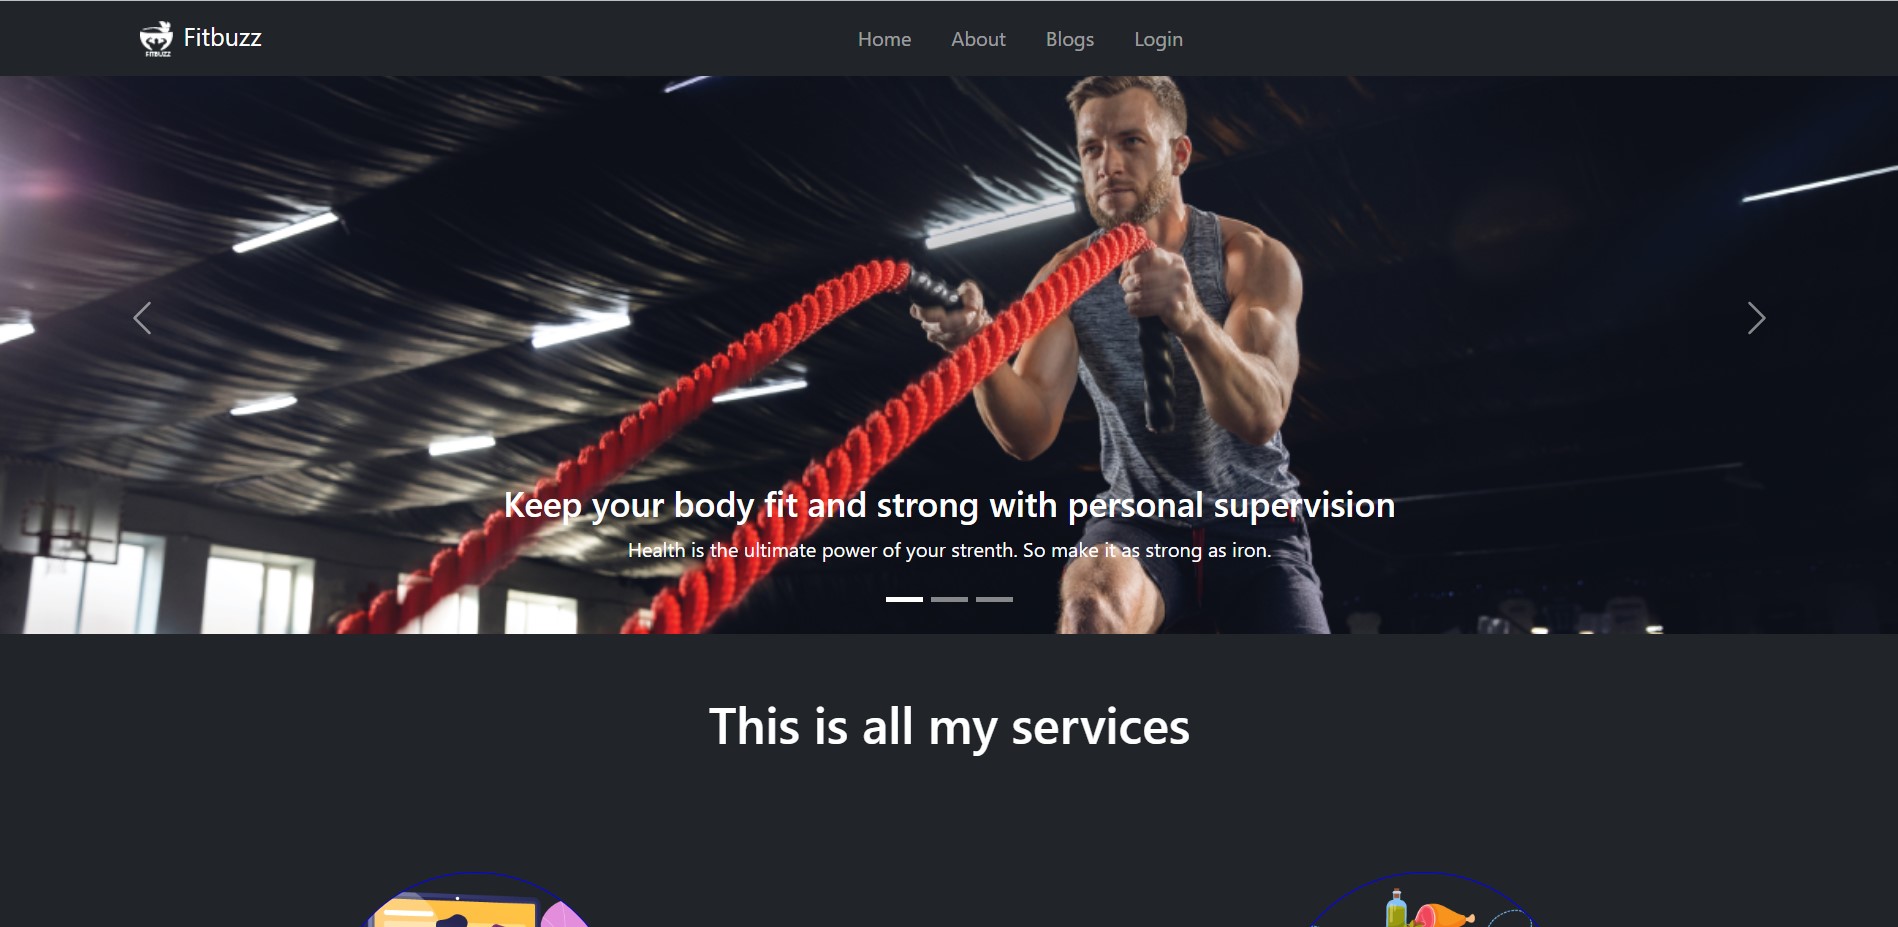 FITBUZZ
Fitbuzz
Home About Blogs Login
Keep your body fit and strong with personal supervision
Health is the ultimate power of your strenth. So make it as strong as iron.
This is all my services